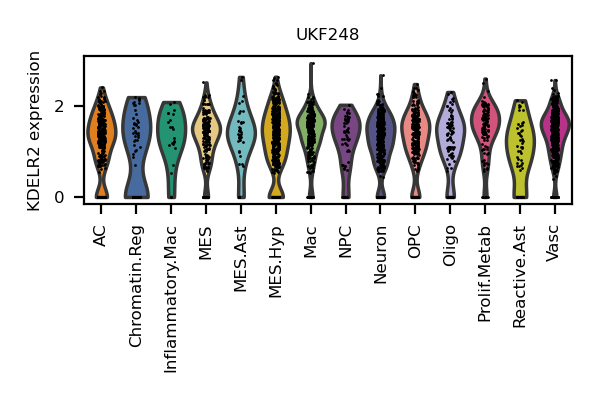 UKF248
KDELR2 expression
2
0
AC
Chromatin.Reg
Inflammatory.Mac
MES
MES.Ast
MES.Hyp
Mac
NPC
Neuron
OPC
Oligo
Prolif.Metab
Reactive.Ast
Vasc